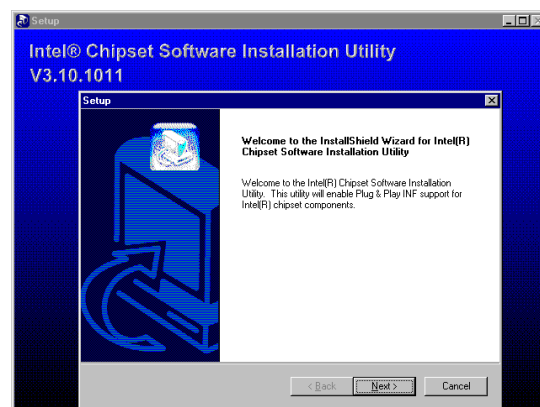 Setup
Intel® Chipset Software Installation Utility
V3.10.1011
Setup
Welcome to the InstallShield Wizard for Intel(R)
Chipset Software Installation Utility
Welcome to the Intel(R) Chipset Software Installation
Utility. This utility will enable Plug & Play INF support for
Intel(R) chipset components.
< Back Next > Cancel